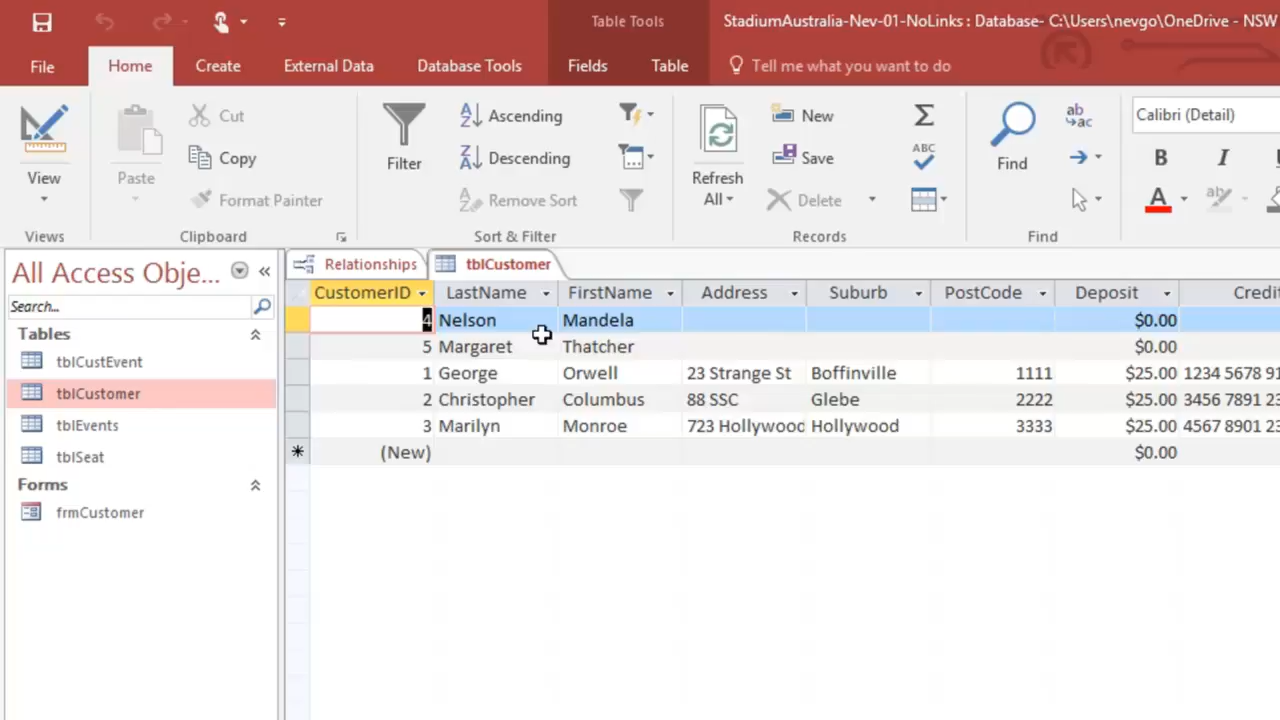 Table Tools
StadiumAustralia-Nev-01-NoLinks : Database- C:\Users\nevgo\OneDrive - NSW
File Home Create External Data Database Tools Fields Table Tell me what you want to do
View
Views
Paste
Cut
Copy
Format Painter
Clipboard
Filter
Ascending
Descending
Remove Sort
Sort & Filter
Refresh
All
New
Save
Delete
Records
Find
Find
Calibri (Detail)
B I
A
All Access Obje...
Search...
Tables
tblCustEvent
tblCustomer
tblEvents
tblSeat
Forms
frmCustomer
Relationships tblCustomer
CustomerID LastName FirstName Address Suburb PostCode Deposit Credi
4 Nelson Mandela $0.00
5 Margaret Thatcher $0.00
1 George Orwell 23 Strange St Boffinville 1111 $25.00 1234 5678 91
2 Christopher Columbus 88 SSC Glebe 2222 $25.00 3456 7891 23
3 Marilyn Monroe 723 Hollywood Hollywood 3333 $25.00 4567 8901 23
(New) $0.00